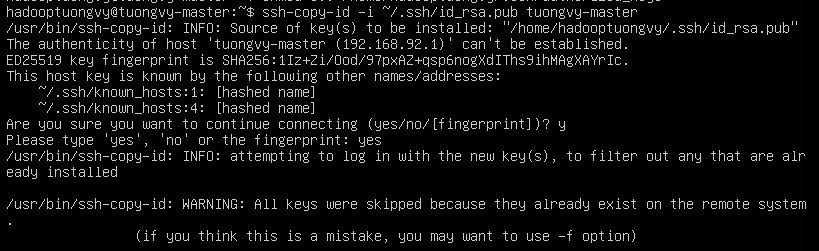 hadooptuongvy@tuongvy-master:~$ ssh-copy-id -i ~/.ssh/id_rsa.pub tuongvy-master
/usr/bin/ssh-copy-id: INFO: Source of key(s) to be installed: "/home/hadooptuongvy/.ssh/id_rsa.pub"
The authenticity of host 'tuongvy-master (192.168.92.1)' can't be established.
ED25519 key fingerprint is SHA256:1Iz+Zi/Ood/97pxAZ+qsp6nogXdIThs9ihMAgXAYrIc.
This host key is known by the following other names/addresses:
    ~/.ssh/known_hosts:1: [hashed name]
    ~/.ssh/known_hosts:4: [hashed name]
Are you sure you want to continue connecting (yes/no/[fingerprint])? y
Please type 'yes', 'no' or the fingerprint: yes
/usr/bin/ssh-copy-id: INFO: attempting to log in with the new key(s), to filter out any that are alr
eady installed

/usr/bin/ssh-copy-id: WARNING: All keys were skipped because they already exist on the remote system
.
                (if you think this is a mistake, you may want to use -f option)